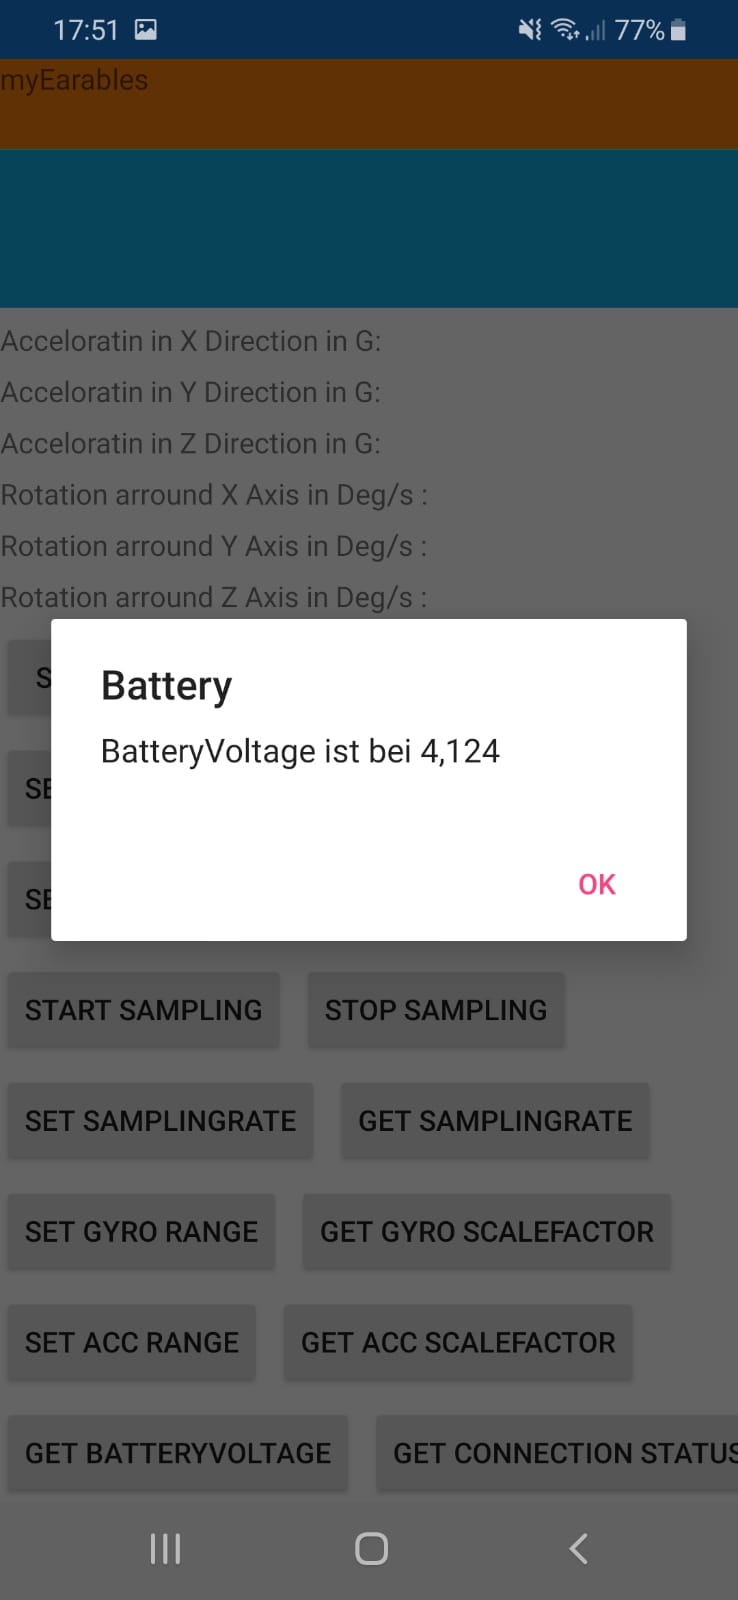 17:51 77%
myEarables
Acceloratin in X Direction in G:
Acceloratin in Y Direction in G:
Acceloratin in Z Direction in G:
Rotation arround X Axis in Deg/s :
Rotation arround Y Axis in Deg/s :
Rotation arround Z Axis in Deg/s :
S
Battery
BatteryVoltage ist bei 4,124
SE
SE
OK
START SAMPLING STOP SAMPLING
SET SAMPLINGRATE GET SAMPLINGRATE
SET GYRO RANGE GET GYRO SCALEFACTOR
SET ACC RANGE GET ACC SCALEFACTOR
GET BATTERYVOLTAGE GET CONNECTION STATUS